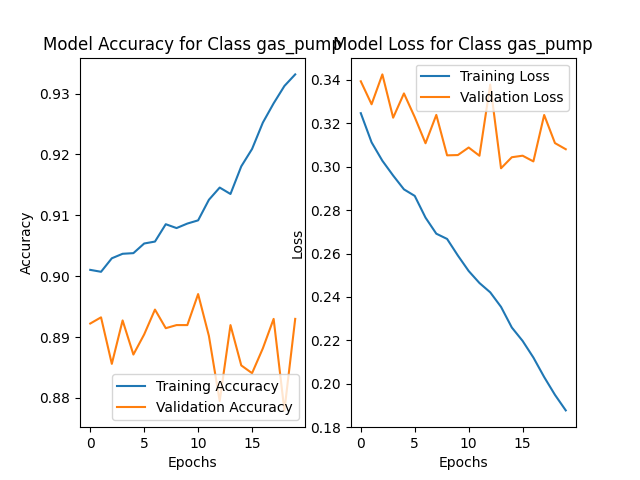 Model Accuracy for Class gas_pump
Model Loss for Class gas_pump
Accuracy
0.93
0.92
0.91
0.90
0.89
0.88
0
5
10
15
Epochs
Training Accuracy
Validation Accuracy
Loss
0.34
0.32
0.30
0.28
0.26
0.24
0.22
0.20
0.18
0
5
10
15
Epochs
Training Loss
Validation Loss